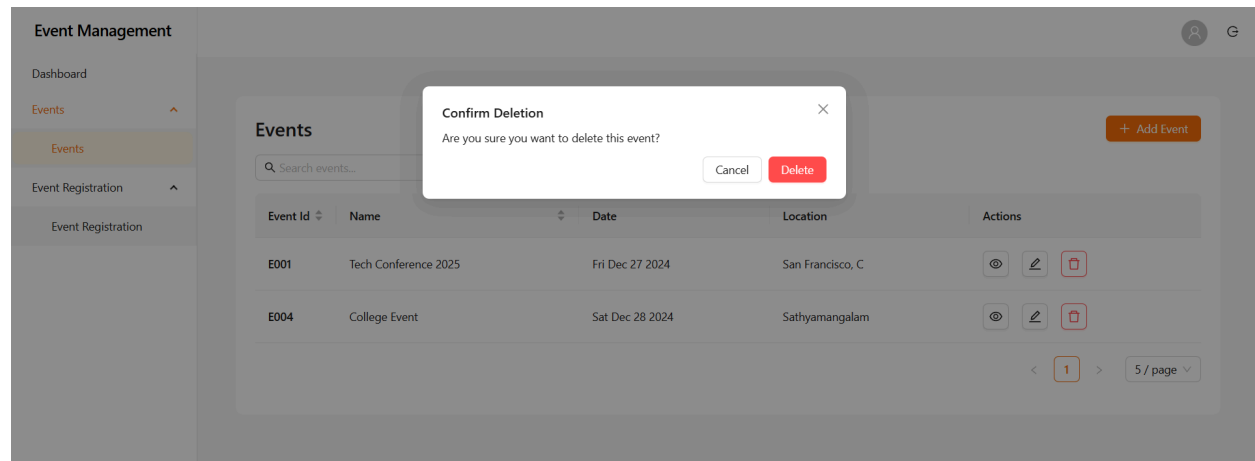 Event Management
Dashboard
Events
Events
Event Registration
Event Registration
Confirm Deletion
Are you sure you want to delete this event?
Cancel Delete
Events
+ Add Event
Search events...
Event Id Name Date Location Actions
E001 Tech Conference 2025 Fri Dec 27 2024 San Francisco, C
E004 College Event Sat Dec 28 2024 Sathyamangalam
< 1 > 5 / page